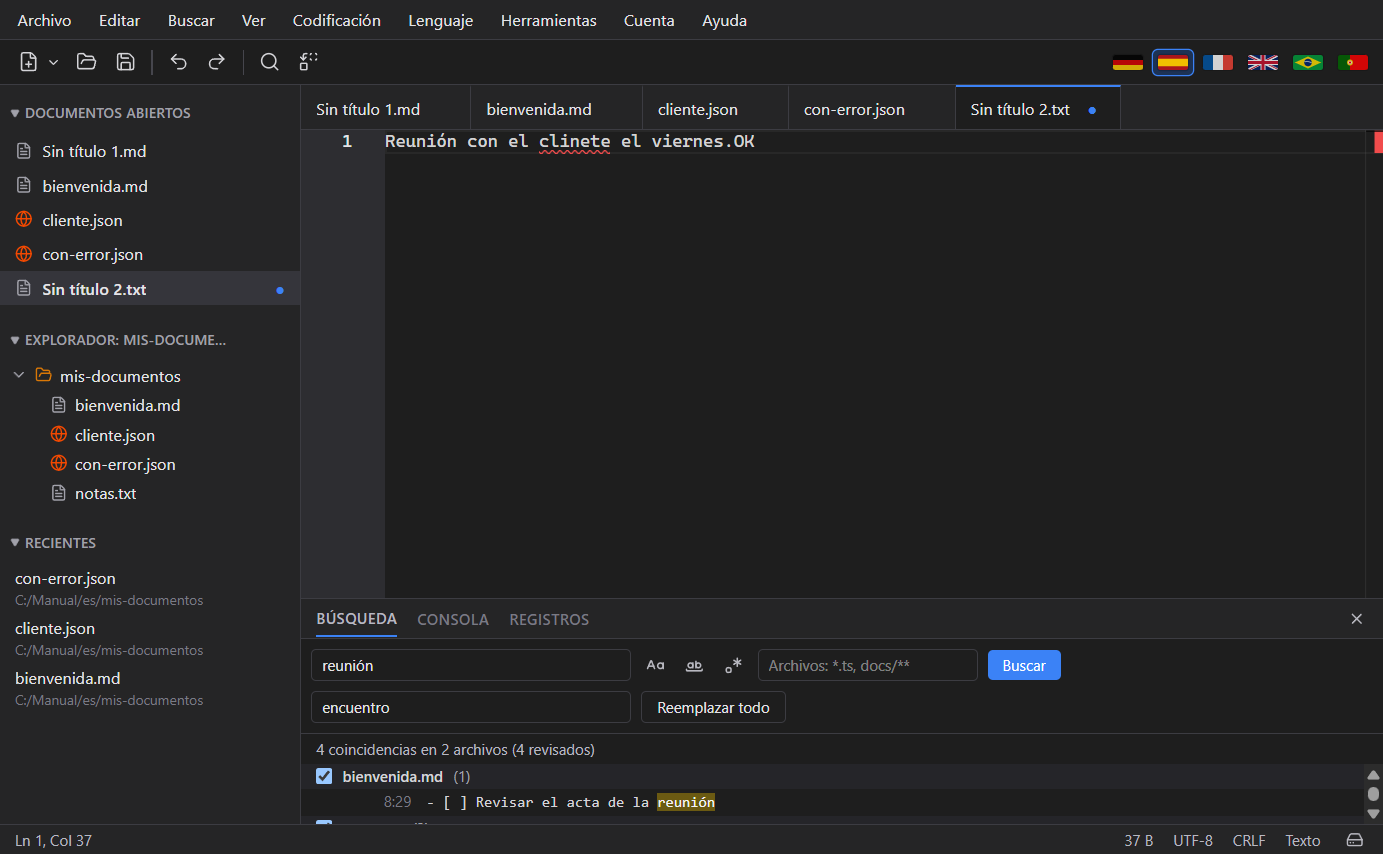 Archivo Editar Buscar Ver Codificación Lenguaje Herramientas Cuenta Ayuda
DOCUMENTOS ABIERTOS
Sin título 1.md
bienvenida.md
cliente.json
con-error.json
Sin título 2.txt
EXPLORADOR: MIS-DOCUME...
mis-documentos
bienvenida.md
cliente.json
con-error.json
notas.txt
RECIENTES
con-error.json
C:/Manual/es/mis-documentos
cliente.json
C:/Manual/es/mis-documentos
bienvenida.md
C:/Manual/es/mis-documentos
Sin título 1.md bienvenida.md cliente.json con-error.json Sin título 2.txt
1 Reunión con el clinete el viernes.OK
BÚSQUEDA CONSOLA REGISTROS
reunión Aa ab Archivos: *.ts, docs/** Buscar
encuentro Reemplazar todo
4 coincidencias en 2 archivos (4 revisados)
bienvenida.md (1)
8:29 - [ ] Revisar el acta de la reunión
Ln 1, Col 37 37 B UTF-8 CRLF Texto